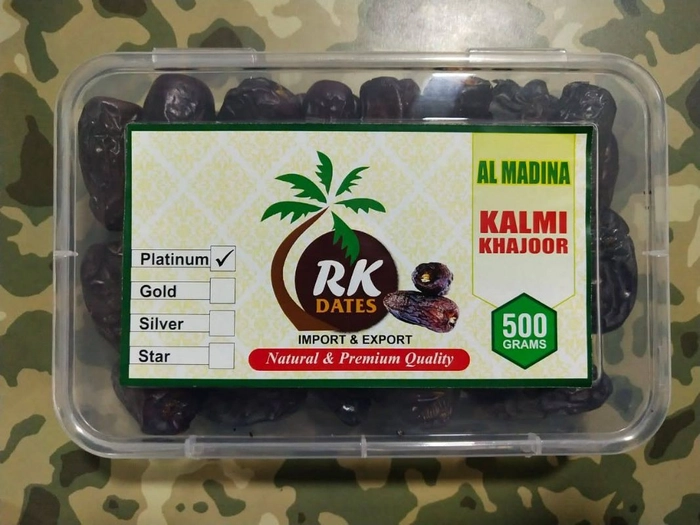 AL MADINA
KALMI
KHAJOOR
Platinum ✓
Gold
Silver
Star
RK
DATES
IMPORT & EXPORT
Natural & Premium Quality
500
GRAMS